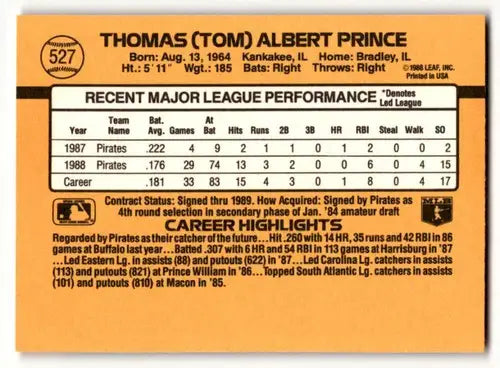 527
THOMAS (TOM) ALBERT PRINCE
Born: Aug. 13, 1964 Kankakee, IL Home: Bradley, IL
Ht.: 5'11" Wgt.: 185 Bats: Right Throws: Right
©1988 LEAF, INC.
Printed in USA
RECENT MAJOR LEAGUE PERFORMANCE *Denotes Led League
Year Team Name Bat. Avg. Games At Bat Hits Runs 2B 3B HR RBI Steal Walk SO
1987 Pirates .222 4 9 2 1 1 0 1 2 0 0 2
1988 Pirates .176 29 74 13 3 2 0 0 6 0 4 15
Career .181 33 83 15 4 3 0 1 8 0 4 17
Contract Status: Signed thru 1989. How Acquired: Signed by Pirates as
4th round selection in secondary phase of Jan. '84 amateur draft
CAREER HIGHLIGHTS
Regarded by Pirates as their catcher of the future...Hit .260 with 14 HR, 35 runs and 42 RBI in 86
games at Buffalo last year...Batted .307 with 6 HR and 54 RBI in 113 games at Harrisburg in '87
...Led Eastern Lg. in assists (88) and putouts (622) in '87...Led Carolina Lg. catchers in assists
(113) and putouts (821) at Prince William in '86...Topped South Atlantic Lg. catchers in assists
(101) and putouts (810) at Macon in '85.